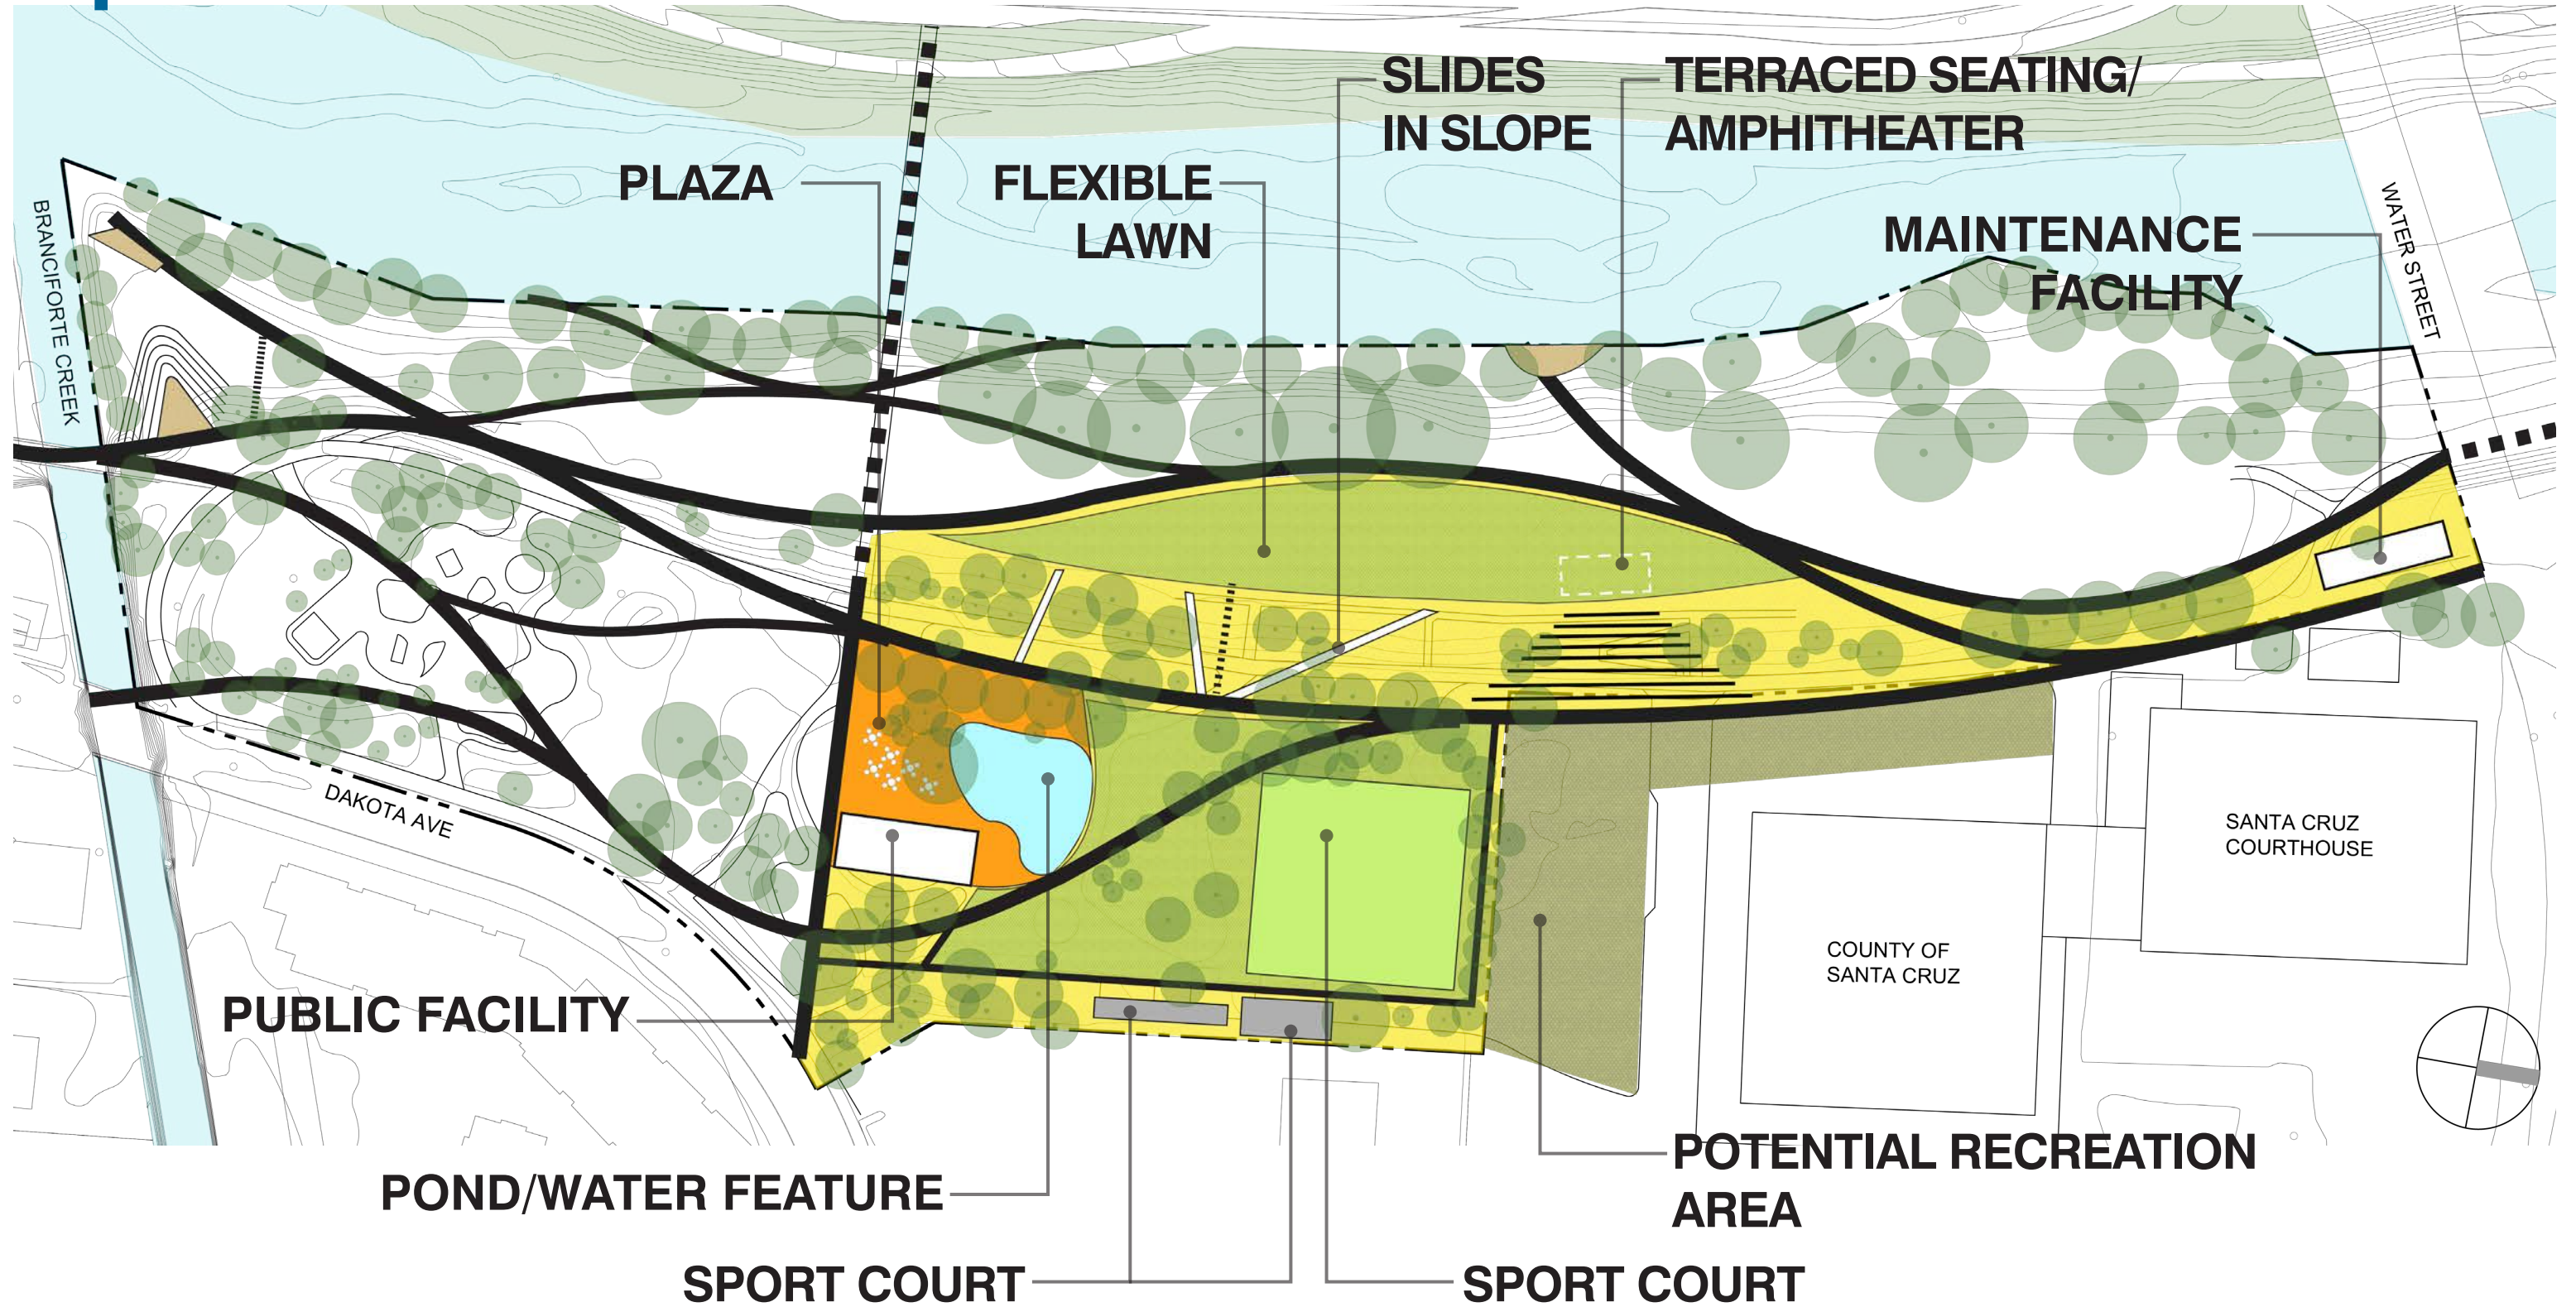 SLIDES
IN SLOPE
TERRACED SEATING/
AMPHITHEATER
PLAZA
FLEXIBLE
LAWN
MAINTENANCE
FACILITY
WATER STREET
BRANCIFORTE CREEK
DAKOTA AVE
SANTA CRUZ
COURTHOUSE
COUNTY OF
SANTA CRUZ
PUBLIC FACILITY
POND/WATER FEATURE
POTENTIAL RECREATION
AREA
SPORT COURT
SPORT COURT